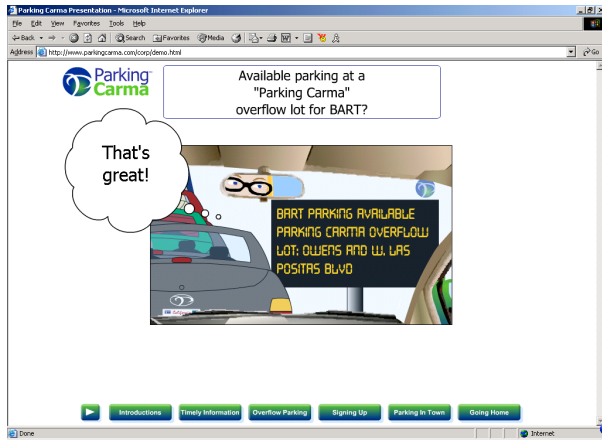 Parking Carma Presentation - Microsoft Internet Explorer
File Edit View Favorites Tools Help
Back Search Favorites Media
Address http://www.parkingcarma.com/corp/demo.html Go
Parking
Carma
Available parking at a
"Parking Carma"
overflow lot for BART?
That's
great!
BART PARKING AVAILABLE
PARKING CARMA OVERFLOW
LOT: OWENS AND W. LAS
POSITAS BLVD
Introductions Timely Information Overflow Parking Signing Up Parking In Town Going Home
Done Internet